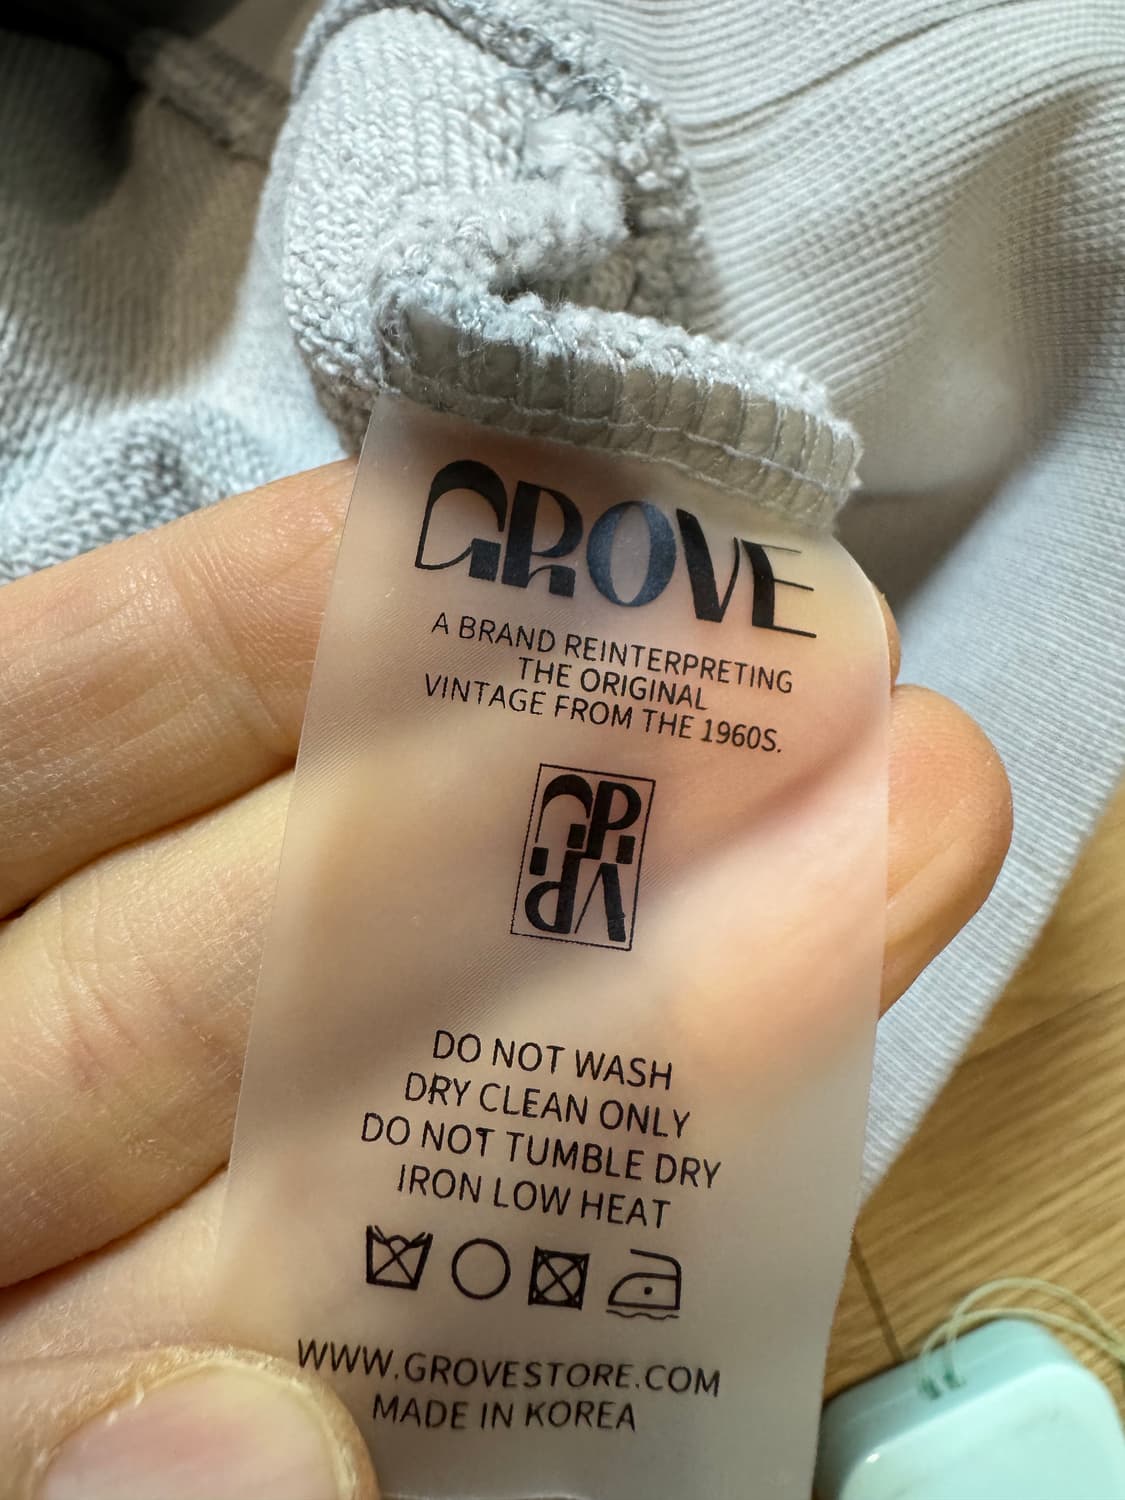 GROVE
A BRAND REINTERPRETING
THE ORIGINAL
VINTAGE FROM THE 1960S.
DO NOT WASH
DRY CLEAN ONLY
DO NOT TUMBLE DRY
IRON LOW HEAT
WWW.GROVESTORE.COM
MADE IN KOREA